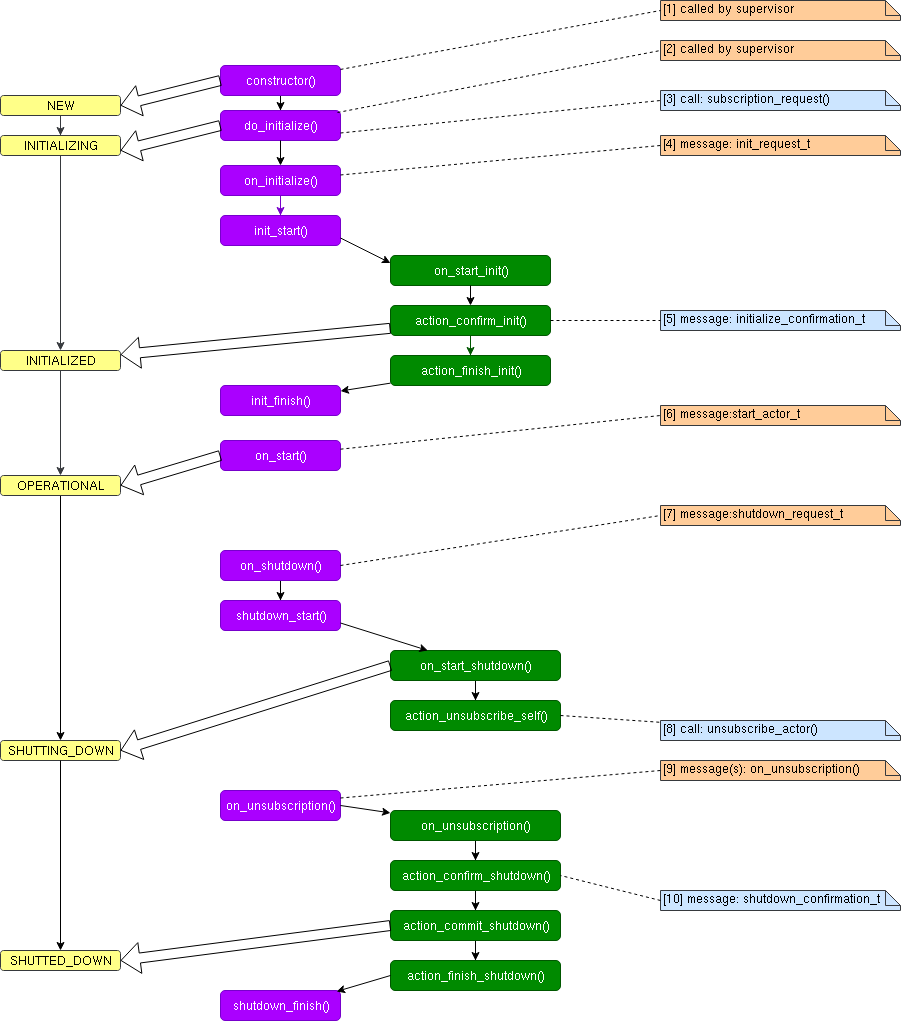 [1] called by supervisor
[2] called by supervisor
constructor()
NEW
[3] call: subscription_request()
do_initialize()
INITIALIZING
[4] message: init_request_t
on_initialize()
init_start()
on_start_init()
action_confirm_init()
[5] message: initialize_confirmation_t
INITIALIZED
action_finish_init()
init_finish()
[6] message:start_actor_t
on_start()
OPERATIONAL
[7] message:shutdown_request_t
on_shutdown()
shutdown_start()
on_start_shutdown()
action_unsubscribe_self()
[8] call: unsubscribe_actor()
SHUTTING_DOWN
[9] message(s): on_unsubscription()
on_unsubscription()
on_unsubscription()
action_confirm_shutdown()
[10] message: shutdown_confirmation_t
action_commit_shutdown()
SHUTTED_DOWN
action_finish_shutdown()
shutdown_finish()